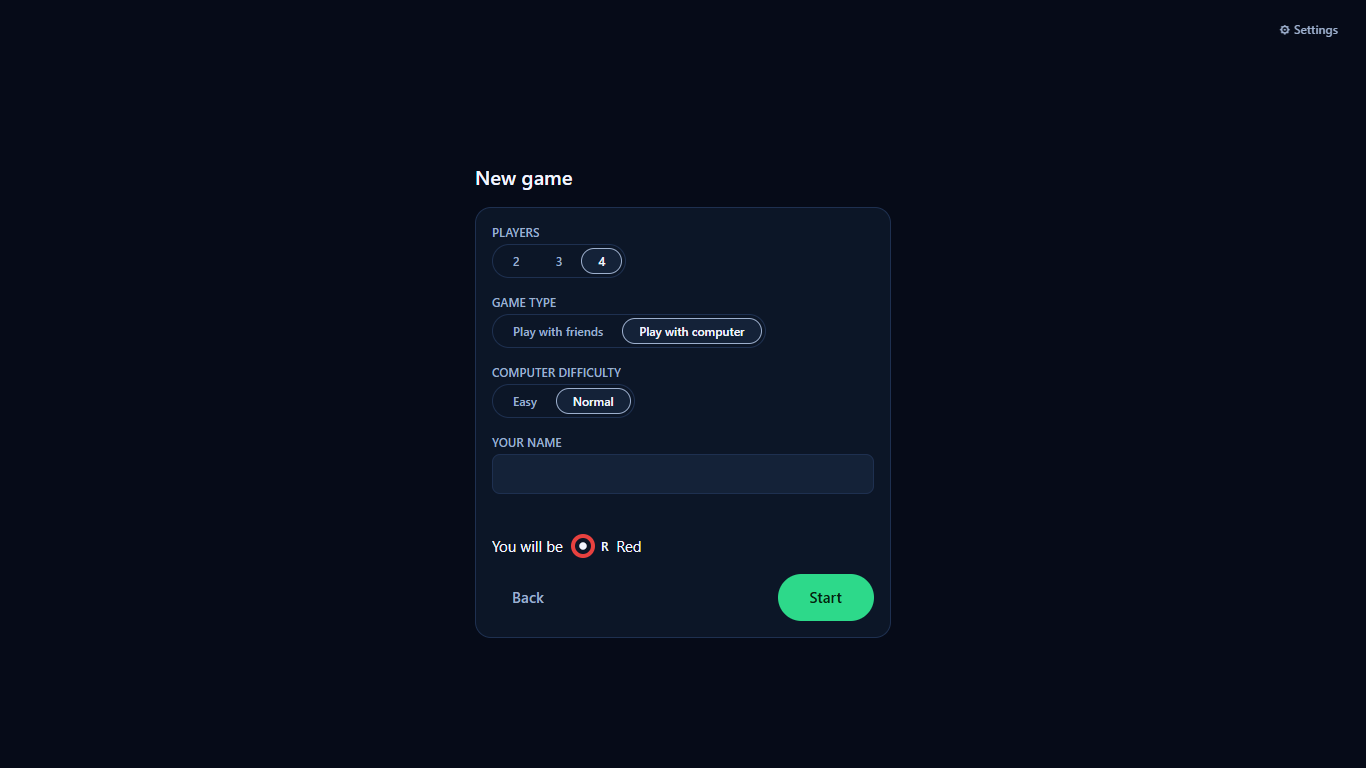 ⚙ Settings
New game
PLAYERS
2 3 4
GAME TYPE
Play with friends Play with computer
COMPUTER DIFFICULTY
Easy Normal
YOUR NAME
You will be R Red
Back Start